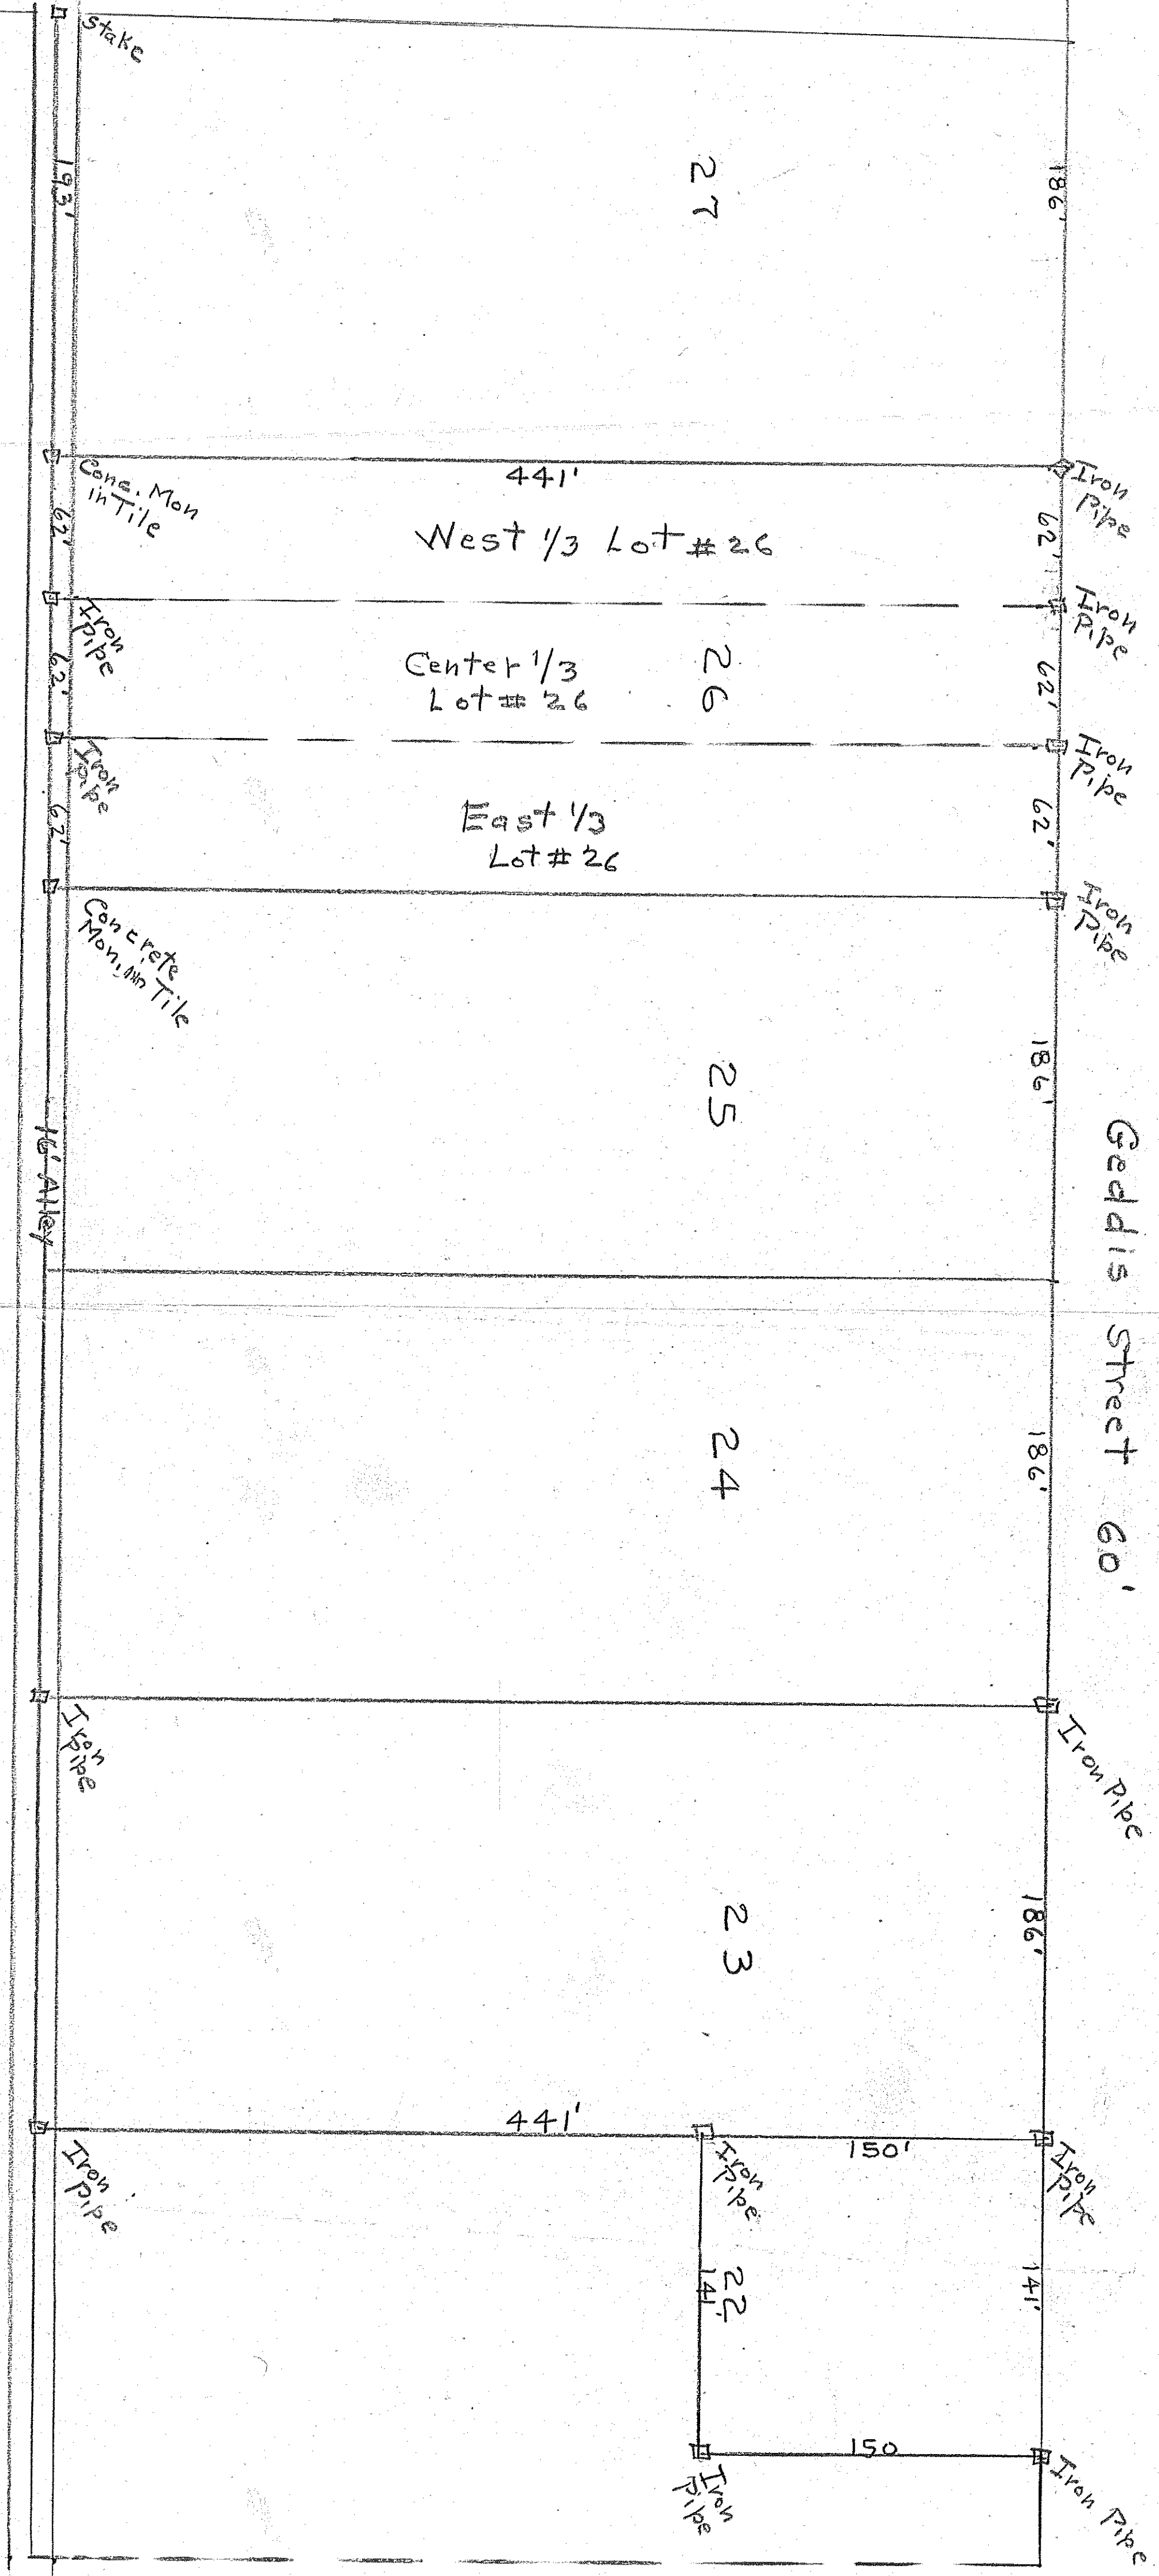 Stake
193'
27
186'
Conc. Mon
in Tile
441'
Iron
Pipe
62'
West 1/3 Lot # 26
62'
Iron
Pipe
Iron
Pipe
62'
Center 1/3
Lot # 26
26
62'
Iron
Pipe
Iron
Pipe
62'
East 1/3
Lot # 26
62'
Concrete
Mon. in Tile
Iron
Pipe
25
186'
16' Alley
Geddis Street 60'
24
186'
Iron
Pipe
Iron Pipe
23
186'
441'
Iron
Pipe
Iron
Pipe
150'
Iron
Pipe
22
141'
141'
150
Iron
Pipe
Iron Pipe